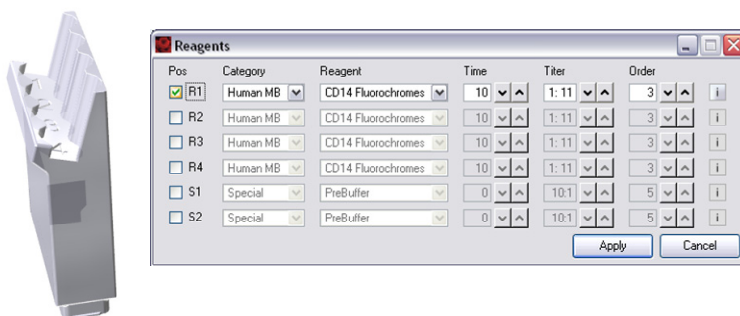 Reagents
Pos Category Reagent Time Titer Order
R1 Human MB CD14 Fluorochromes 10 1: 11 3 i
R2 Human MB CD14 Fluorochromes 10 1: 11 3 i
R3 Human MB CD14 Fluorochromes 10 1: 11 3 i
R4 Human MB CD14 Fluorochromes 10 1: 11 3 i
S1 Special PreBuffer 0 10:1 5 i
S2 Special PreBuffer 0 10:1 5 i
Apply Cancel